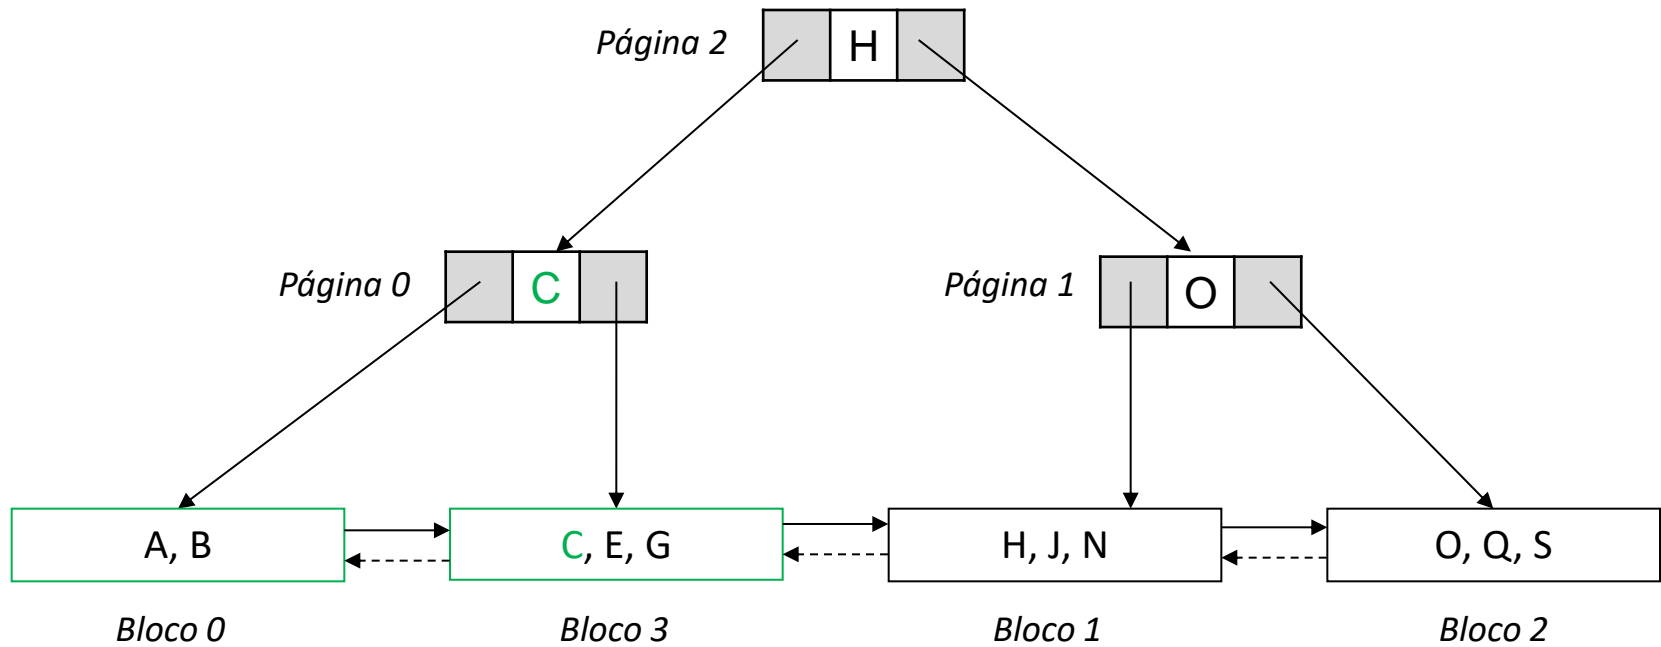 Página 2
H
Página 0
C
Página 1
O
A, B
C, E, G
H, J, N
O, Q, S
Bloco 0
Bloco 3
Bloco 1
Bloco 2